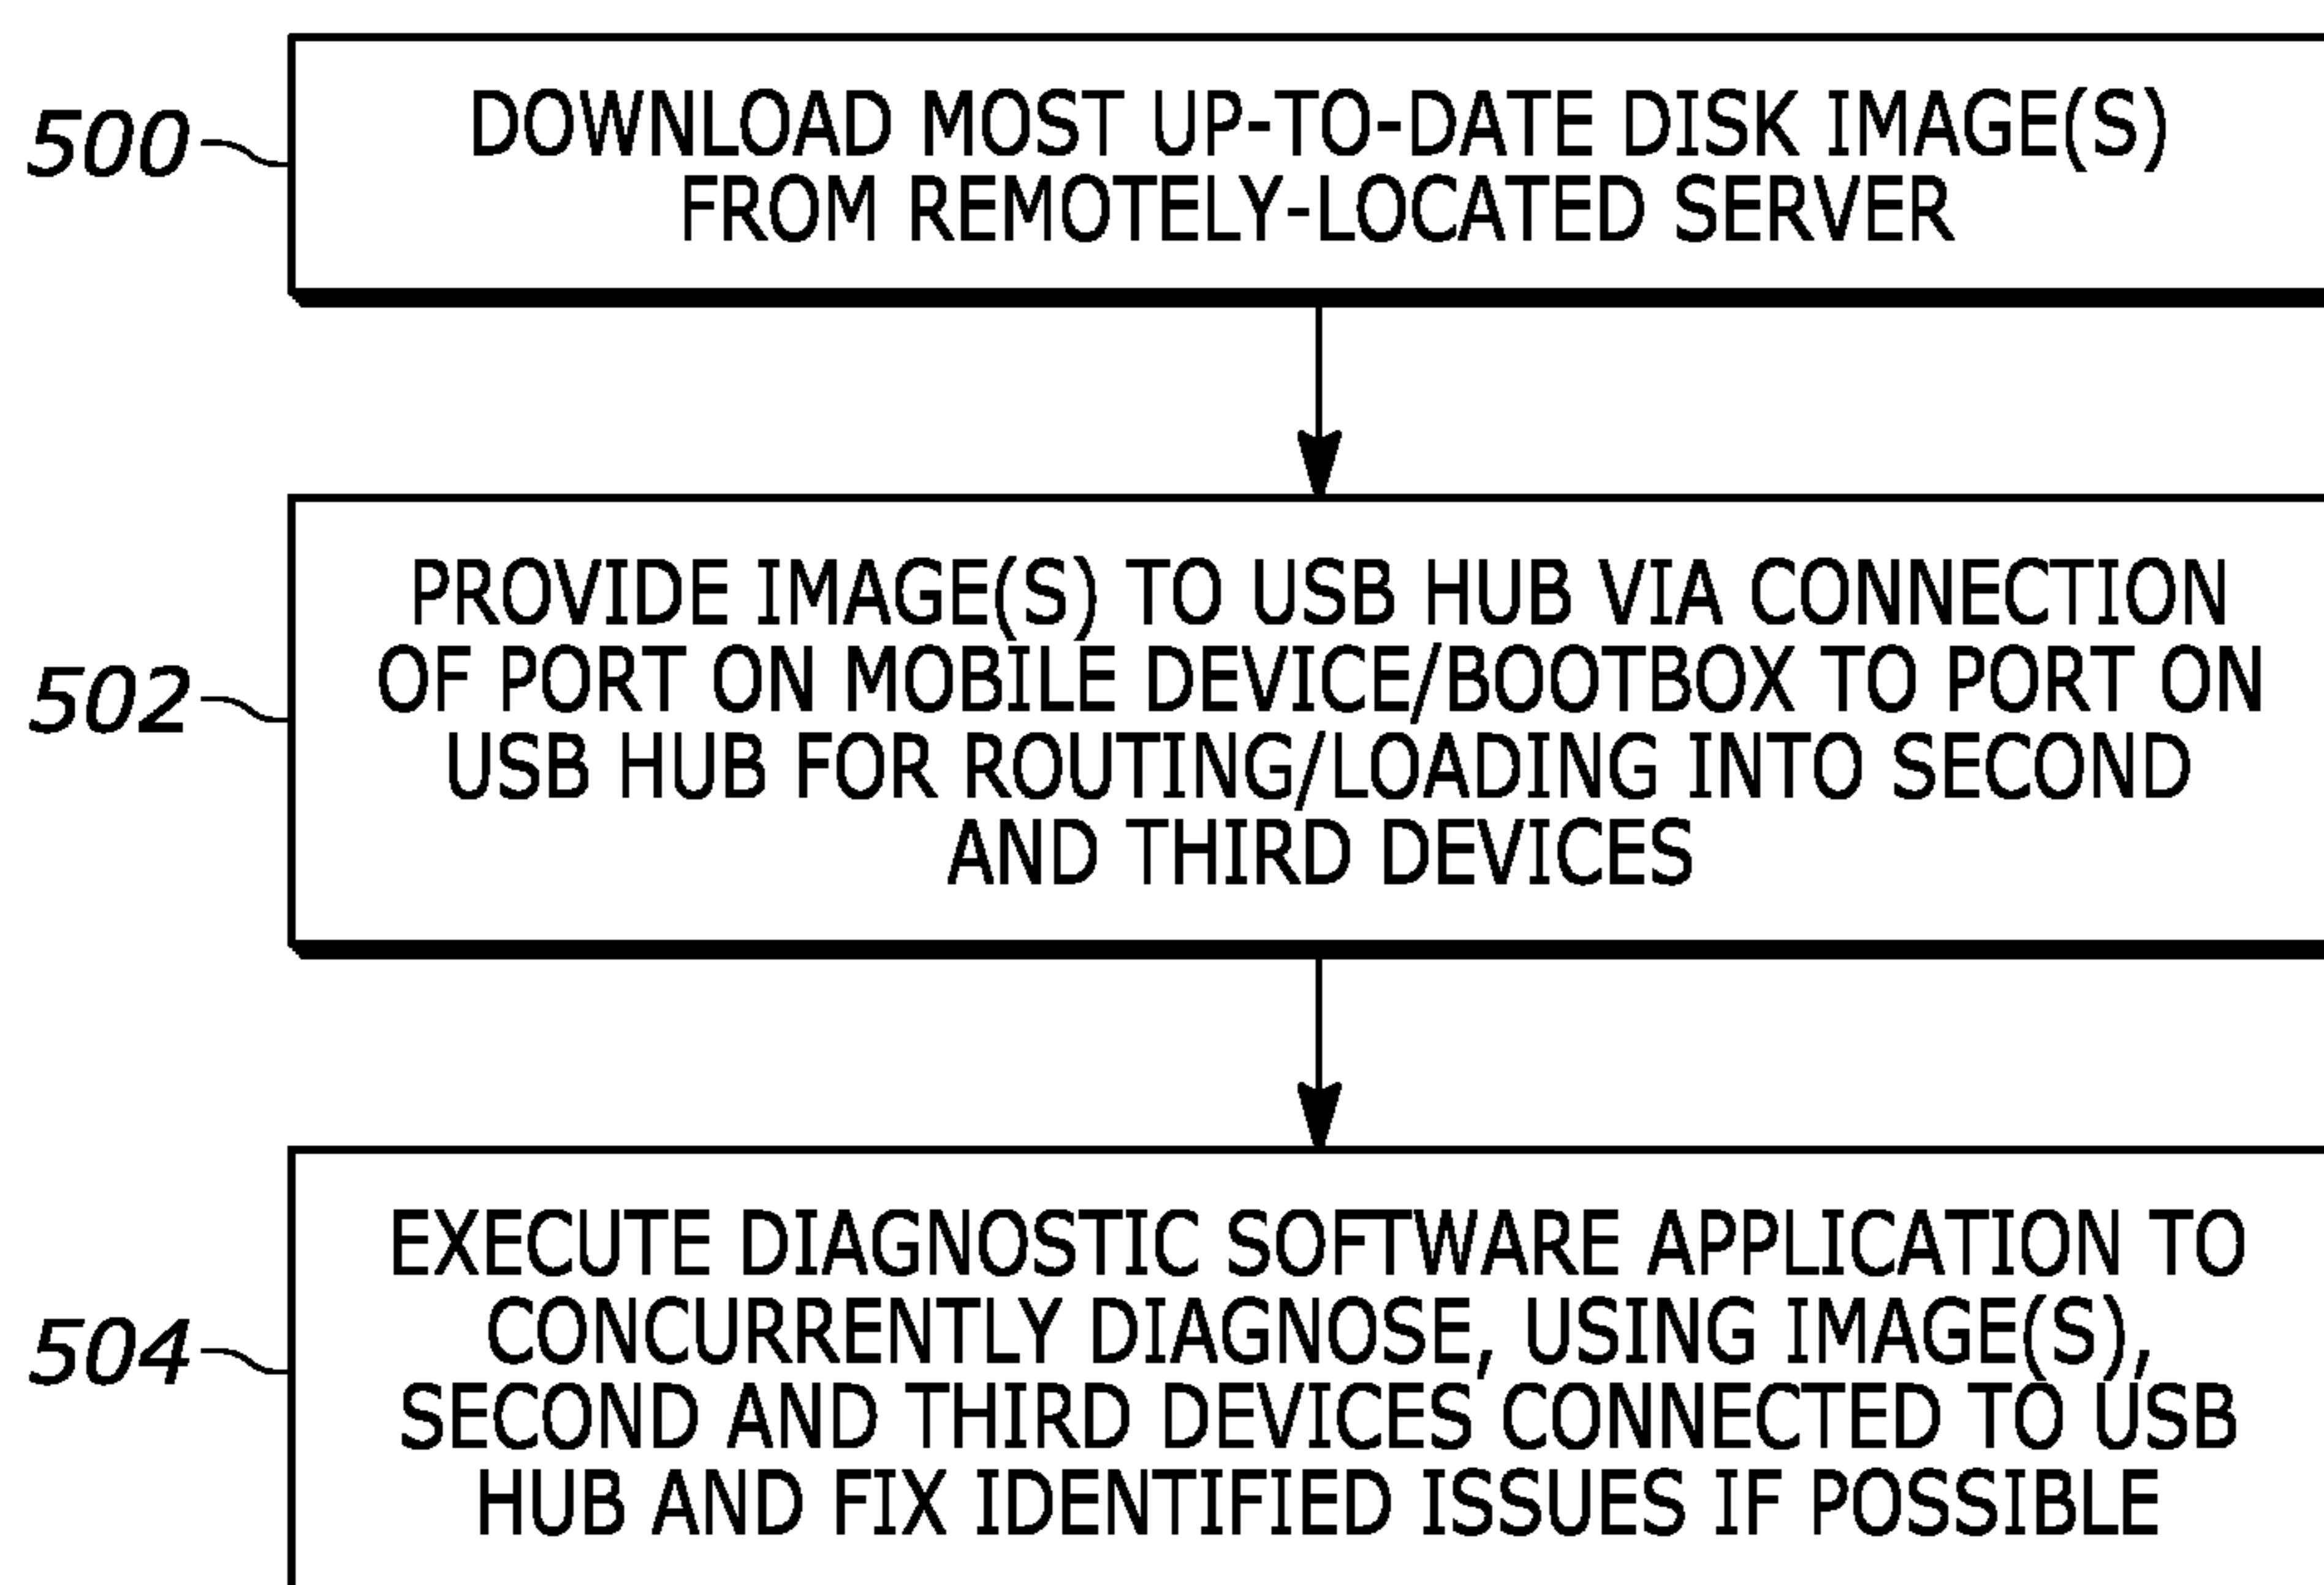 500
DOWNLOAD MOST UP-TO-DATE DISK IMAGE(S)
FROM REMOTELY-LOCATED SERVER
502
PROVIDE IMAGE(S) TO USB HUB VIA CONNECTION
OF PORT ON MOBILE DEVICE/BOOTBOX TO PORT ON
USB HUB FOR ROUTING/LOADING INTO SECOND
AND THIRD DEVICES
504
EXECUTE DIAGNOSTIC SOFTWARE APPLICATION TO
CONCURRENTLY DIAGNOSE, USING IMAGE(S),
SECOND AND THIRD DEVICES CONNECTED TO USB
HUB AND FIX IDENTIFIED ISSUES IF POSSIBLE